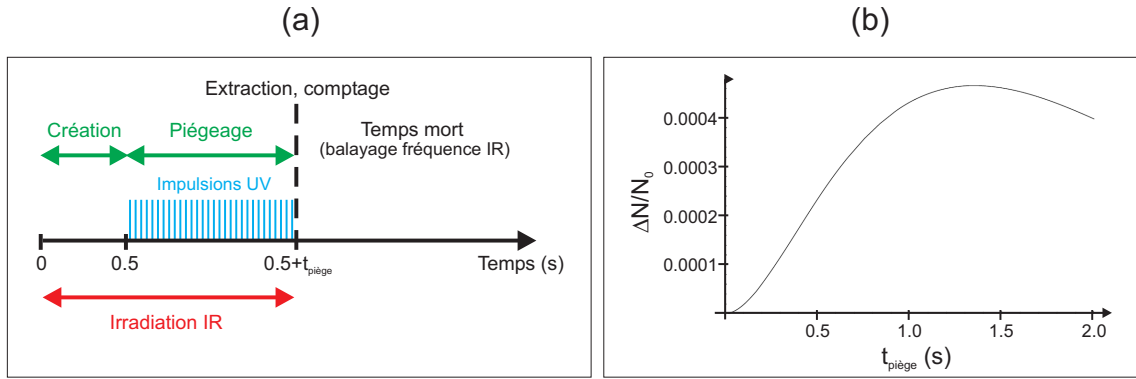 (a)
Extraction, comptage
Création
Piégeage
Temps mort
(balayage fréquence IR)
Impulsions UV
0
0.5
0.5+t_piège
Temps (s)
Irradiation IR
(b)
ΔN/N₀
0.0004
0.0003
0.0002
0.0001
0.5
1.0
1.5
2.0
t_piège (s)